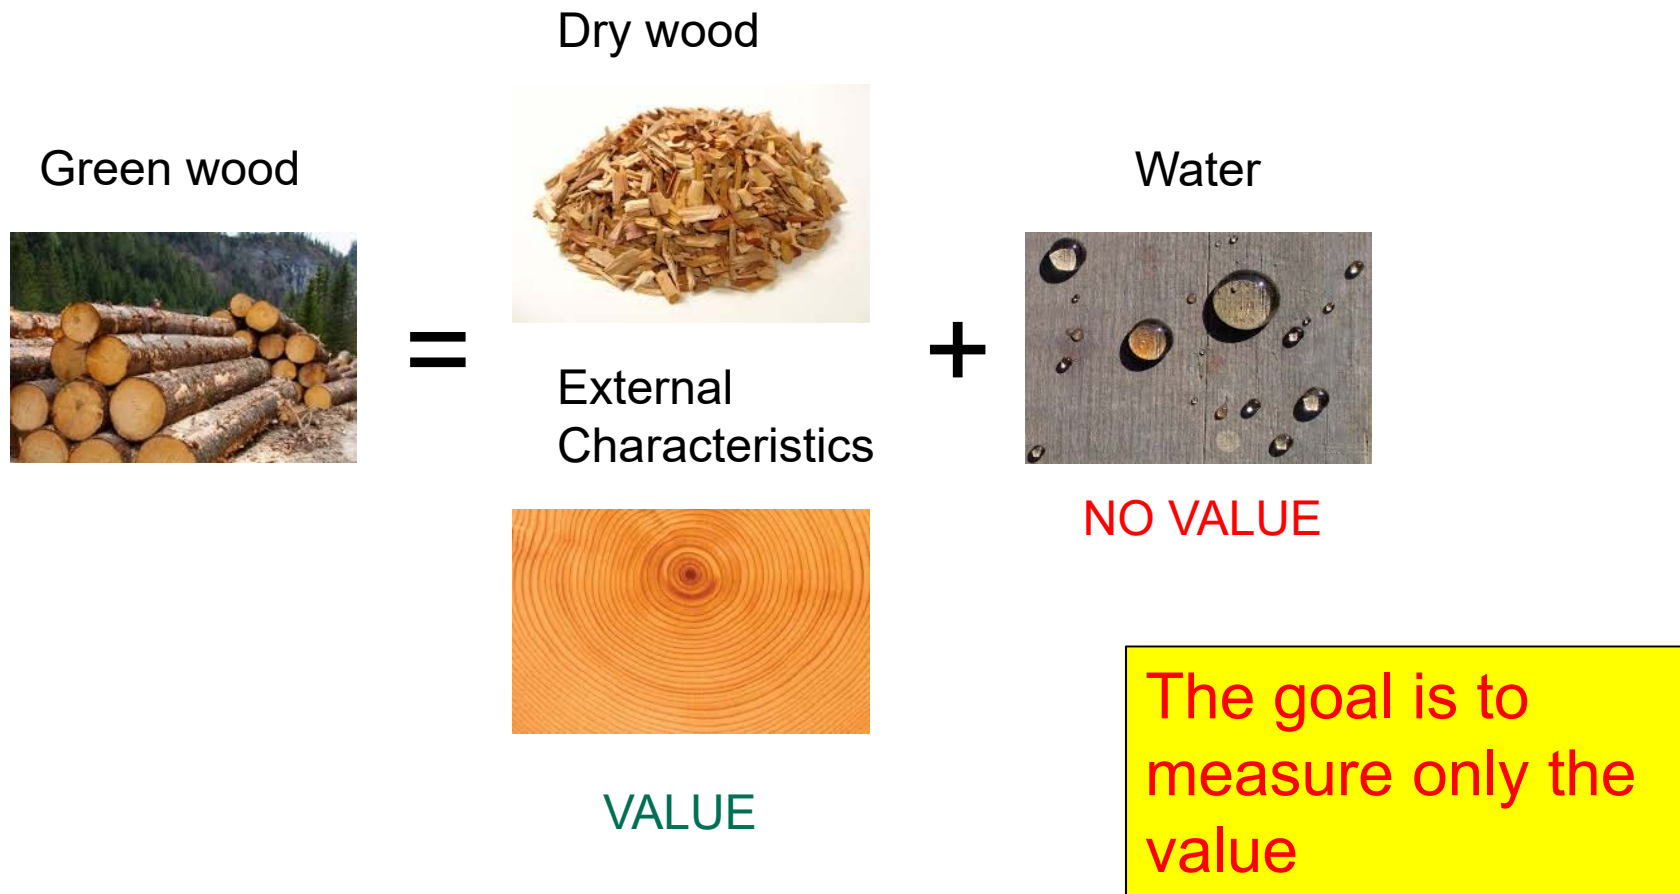 Dry wood
Green wood
Water
=
+
External
Characteristics
NO VALUE
VALUE
The goal is to
measure only the
value